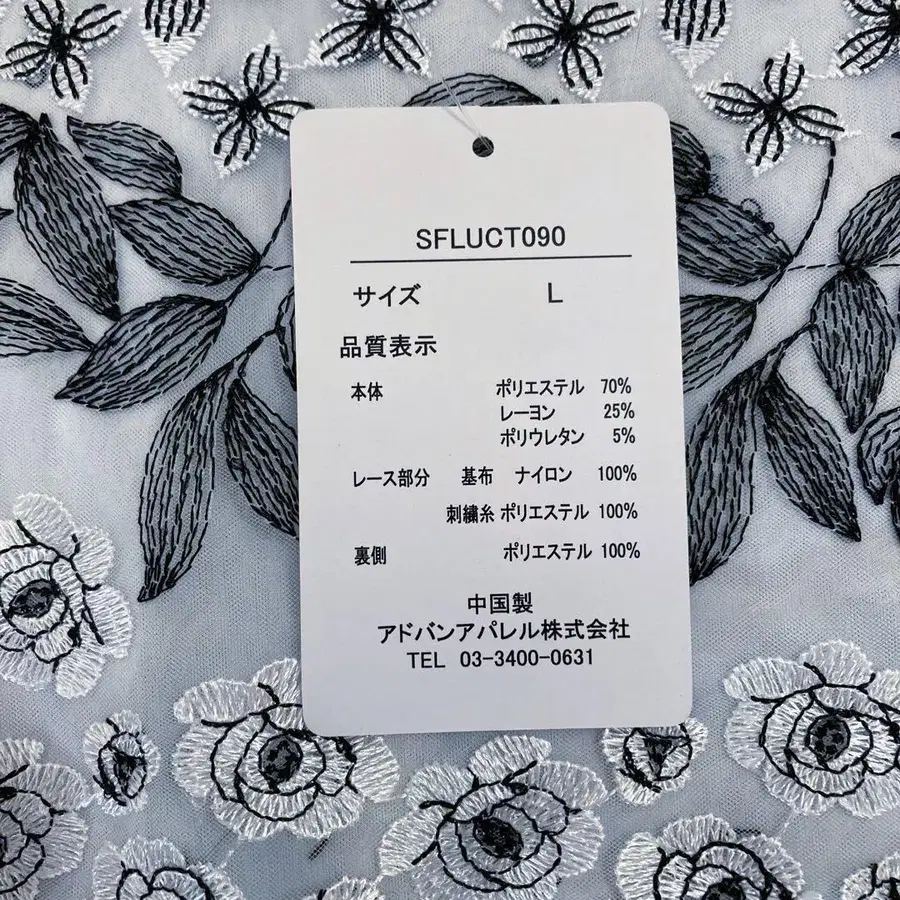 SFLUCT090
サイズ L
品質表示
本体 ポリエステル 70%
レーヨン 25%
ポリウレタン 5%
レース部分 基布 ナイロン 100%
刺繍糸 ポリエステル 100%
裏側 ポリエステル 100%
中国製
アドバンアパレル株式会社
TEL 03-3400-0631